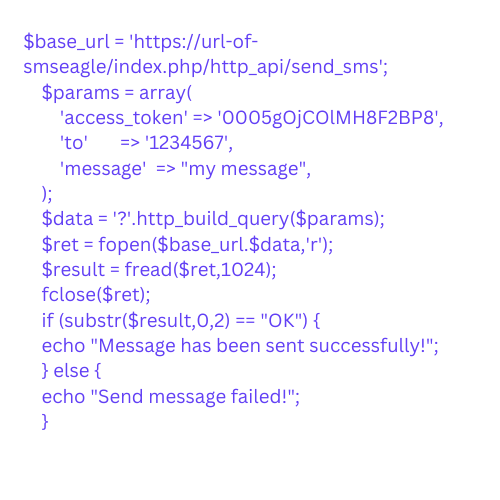 $base_url = 'https://url-of-
smseagle/index.php/http_api/send_sms';
$params = array(
'access_token' => '0005gOjCOlMH8F2BP8',
'to' => '1234567',
'message' => "my message",
);
$data = '?'.http_build_query($params);
$ret = fopen($base_url.$data,'r');
$result = fread($ret,1024);
fclose($ret);
if (substr($result,0,2) == "OK") {
echo "Message has been sent successfully!";
} else {
echo "Send message failed!";
}